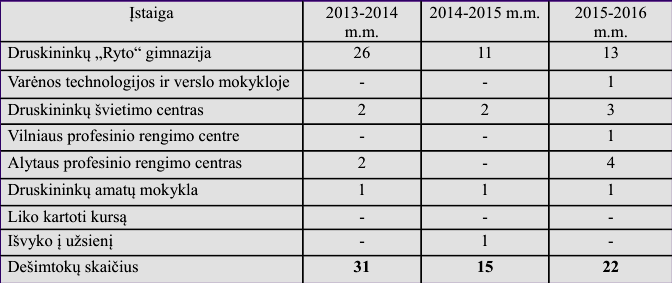 Įstaiga 2013-2014 m.m. 2014-2015 m.m. 2015-2016 m.m.
Druskininkų „Ryto“ gimnazija 26 11 13
Varėnos technologijos ir verslo mokykloje - - 1
Druskininkų švietimo centras 2 2 3
Vilniaus profesinio rengimo centre - - 1
Alytaus profesinio rengimo centras 2 - 4
Druskininkų amatų mokykla 1 1 1
Liko kartoti kursą - - -
Išvyko į užsienį - 1 -
Dešimtokų skaičius 31 15 22